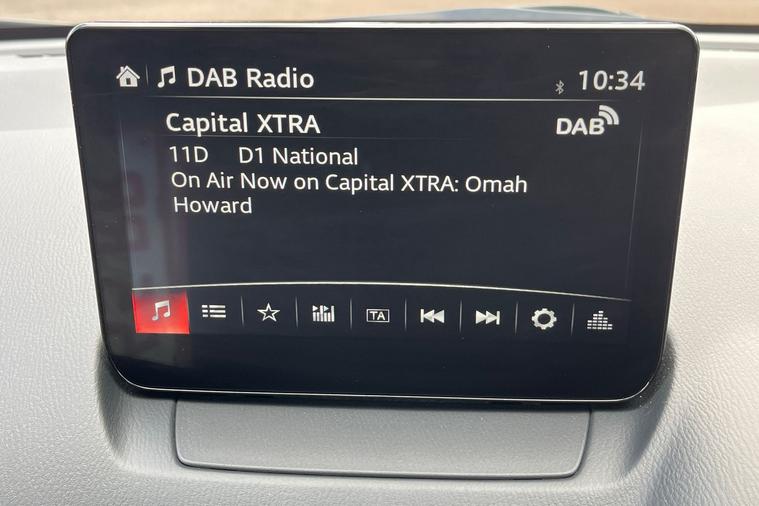 DAB Radio 10:34
Capital XTRA DAB
11D D1 National
On Air Now on Capital XTRA: Omah
Howard
TA